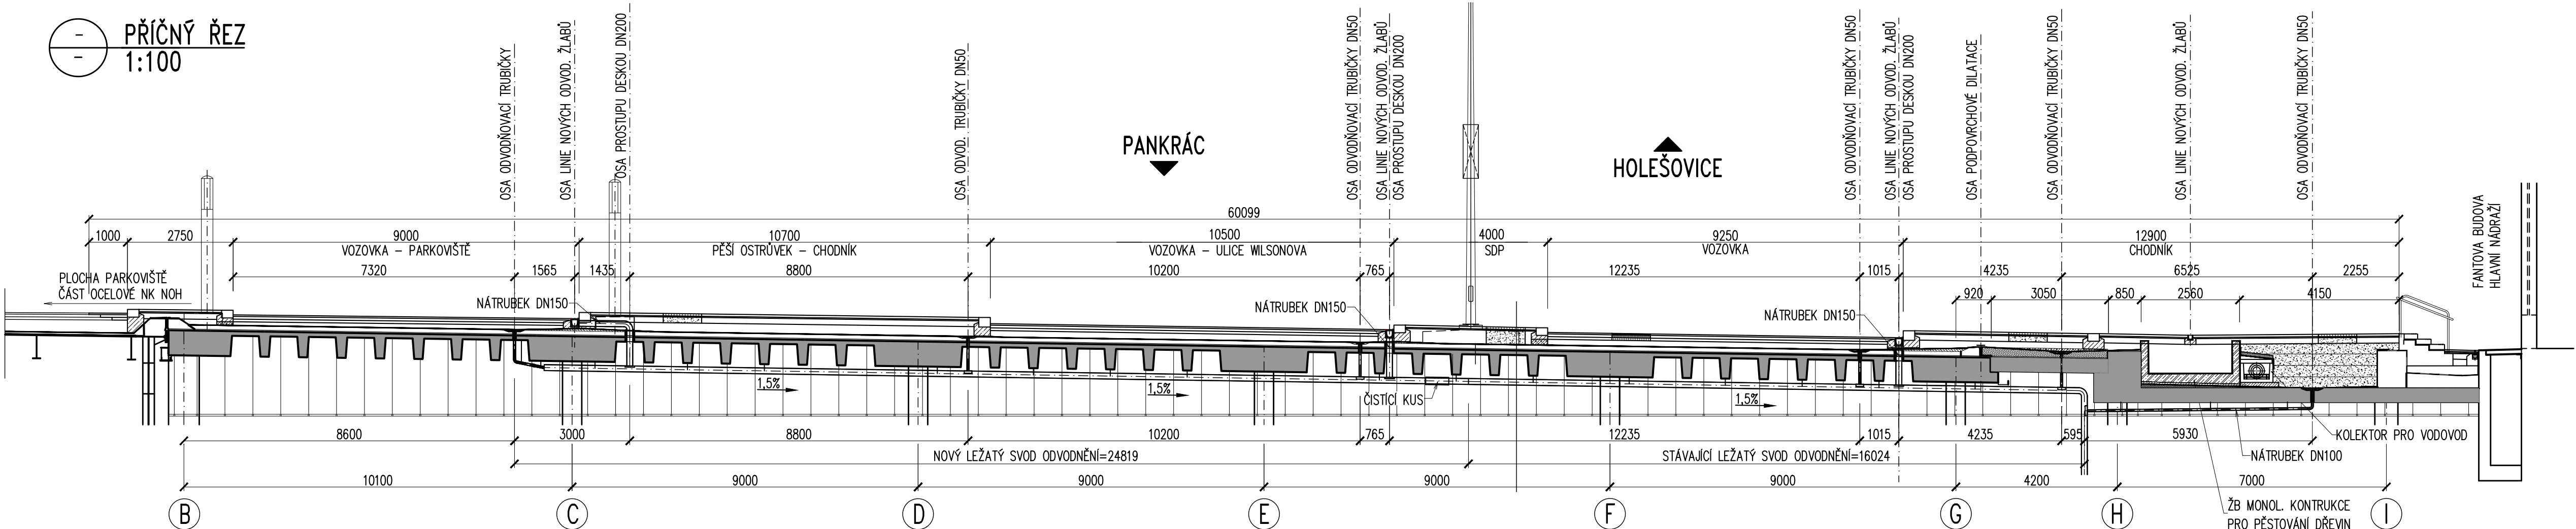 -
-
PŘÍČNÝ ŘEZ
1:100
OSA ODVODŇOVACÍ TRUBIČKY
OSA LINIE NOVÝCH ODVOD. ŽLABŮ
OSA PROSTUPU DESKOU DN200
OSA ODVOD. TRUBIČKY DN50
PANKRÁC
OSA ODVODŇOVACÍ TRUBIČKY DN50
OSA LINIE NOVÝCH ODVOD. ŽLABŮ
OSA PROSTUPU DESKOU DN200
HOLEŠOVICE
OSA ODVODŇOVACÍ TRUBIČKY DN50
OSA LINIE NOVÝCH ODVOD. ŽLABŮ
OSA PROSTUPU DESKOU DN200
OSA PODPOVRCHOVÉ DILATACE
OSA ODVODŇOVACÍ TRUBIČKY DN50
OSA LINIE NOVÝCH ODVOD. ŽLABŮ
OSA ODVODŇOVACÍ TRUBIČKY DN50
FANTOVA BUDOVA
HLAVNÍ NÁDRAŽÍ
60099
1000 2750 9000 10700 10500 4000 9250 12900
VOZOVKA – PARKOVIŠTĚ
PĚŠÍ OSTRŮVEK – CHODNÍK
VOZOVKA – ULICE WILSONOVA
SDP
VOZOVKA
CHODNÍK
7320 1565 1435 8800 10200 765 12235 1015 4235 6525 2255
PLOCHA PARKOVIŠTĚ
ČÁST OCELOVÉ NK NOH
920 3050 850 2560 4150
NÁTRUBEK DN150
NÁTRUBEK DN150
NÁTRUBEK DN150
1,5%
1,5%
ČISTÍCÍ KUS
1,5%
8600 3000 8800 10200 765 12235 1015 4235 595 5930
KOLEKTOR PRO VODOVOD
NOVÝ LEŽATÝ SVOD ODVODNĚNÍ=24819
STÁVAJÍCÍ LEŽATÝ SVOD ODVODNĚNÍ=16024
NÁTRUBEK DN100
10100 9000 9000 9000 9000 4200 7000
ŽB MONOL. KONTRUKCE
PRO PĚSTOVÁNÍ DŘEVIN
B C D E F G H I